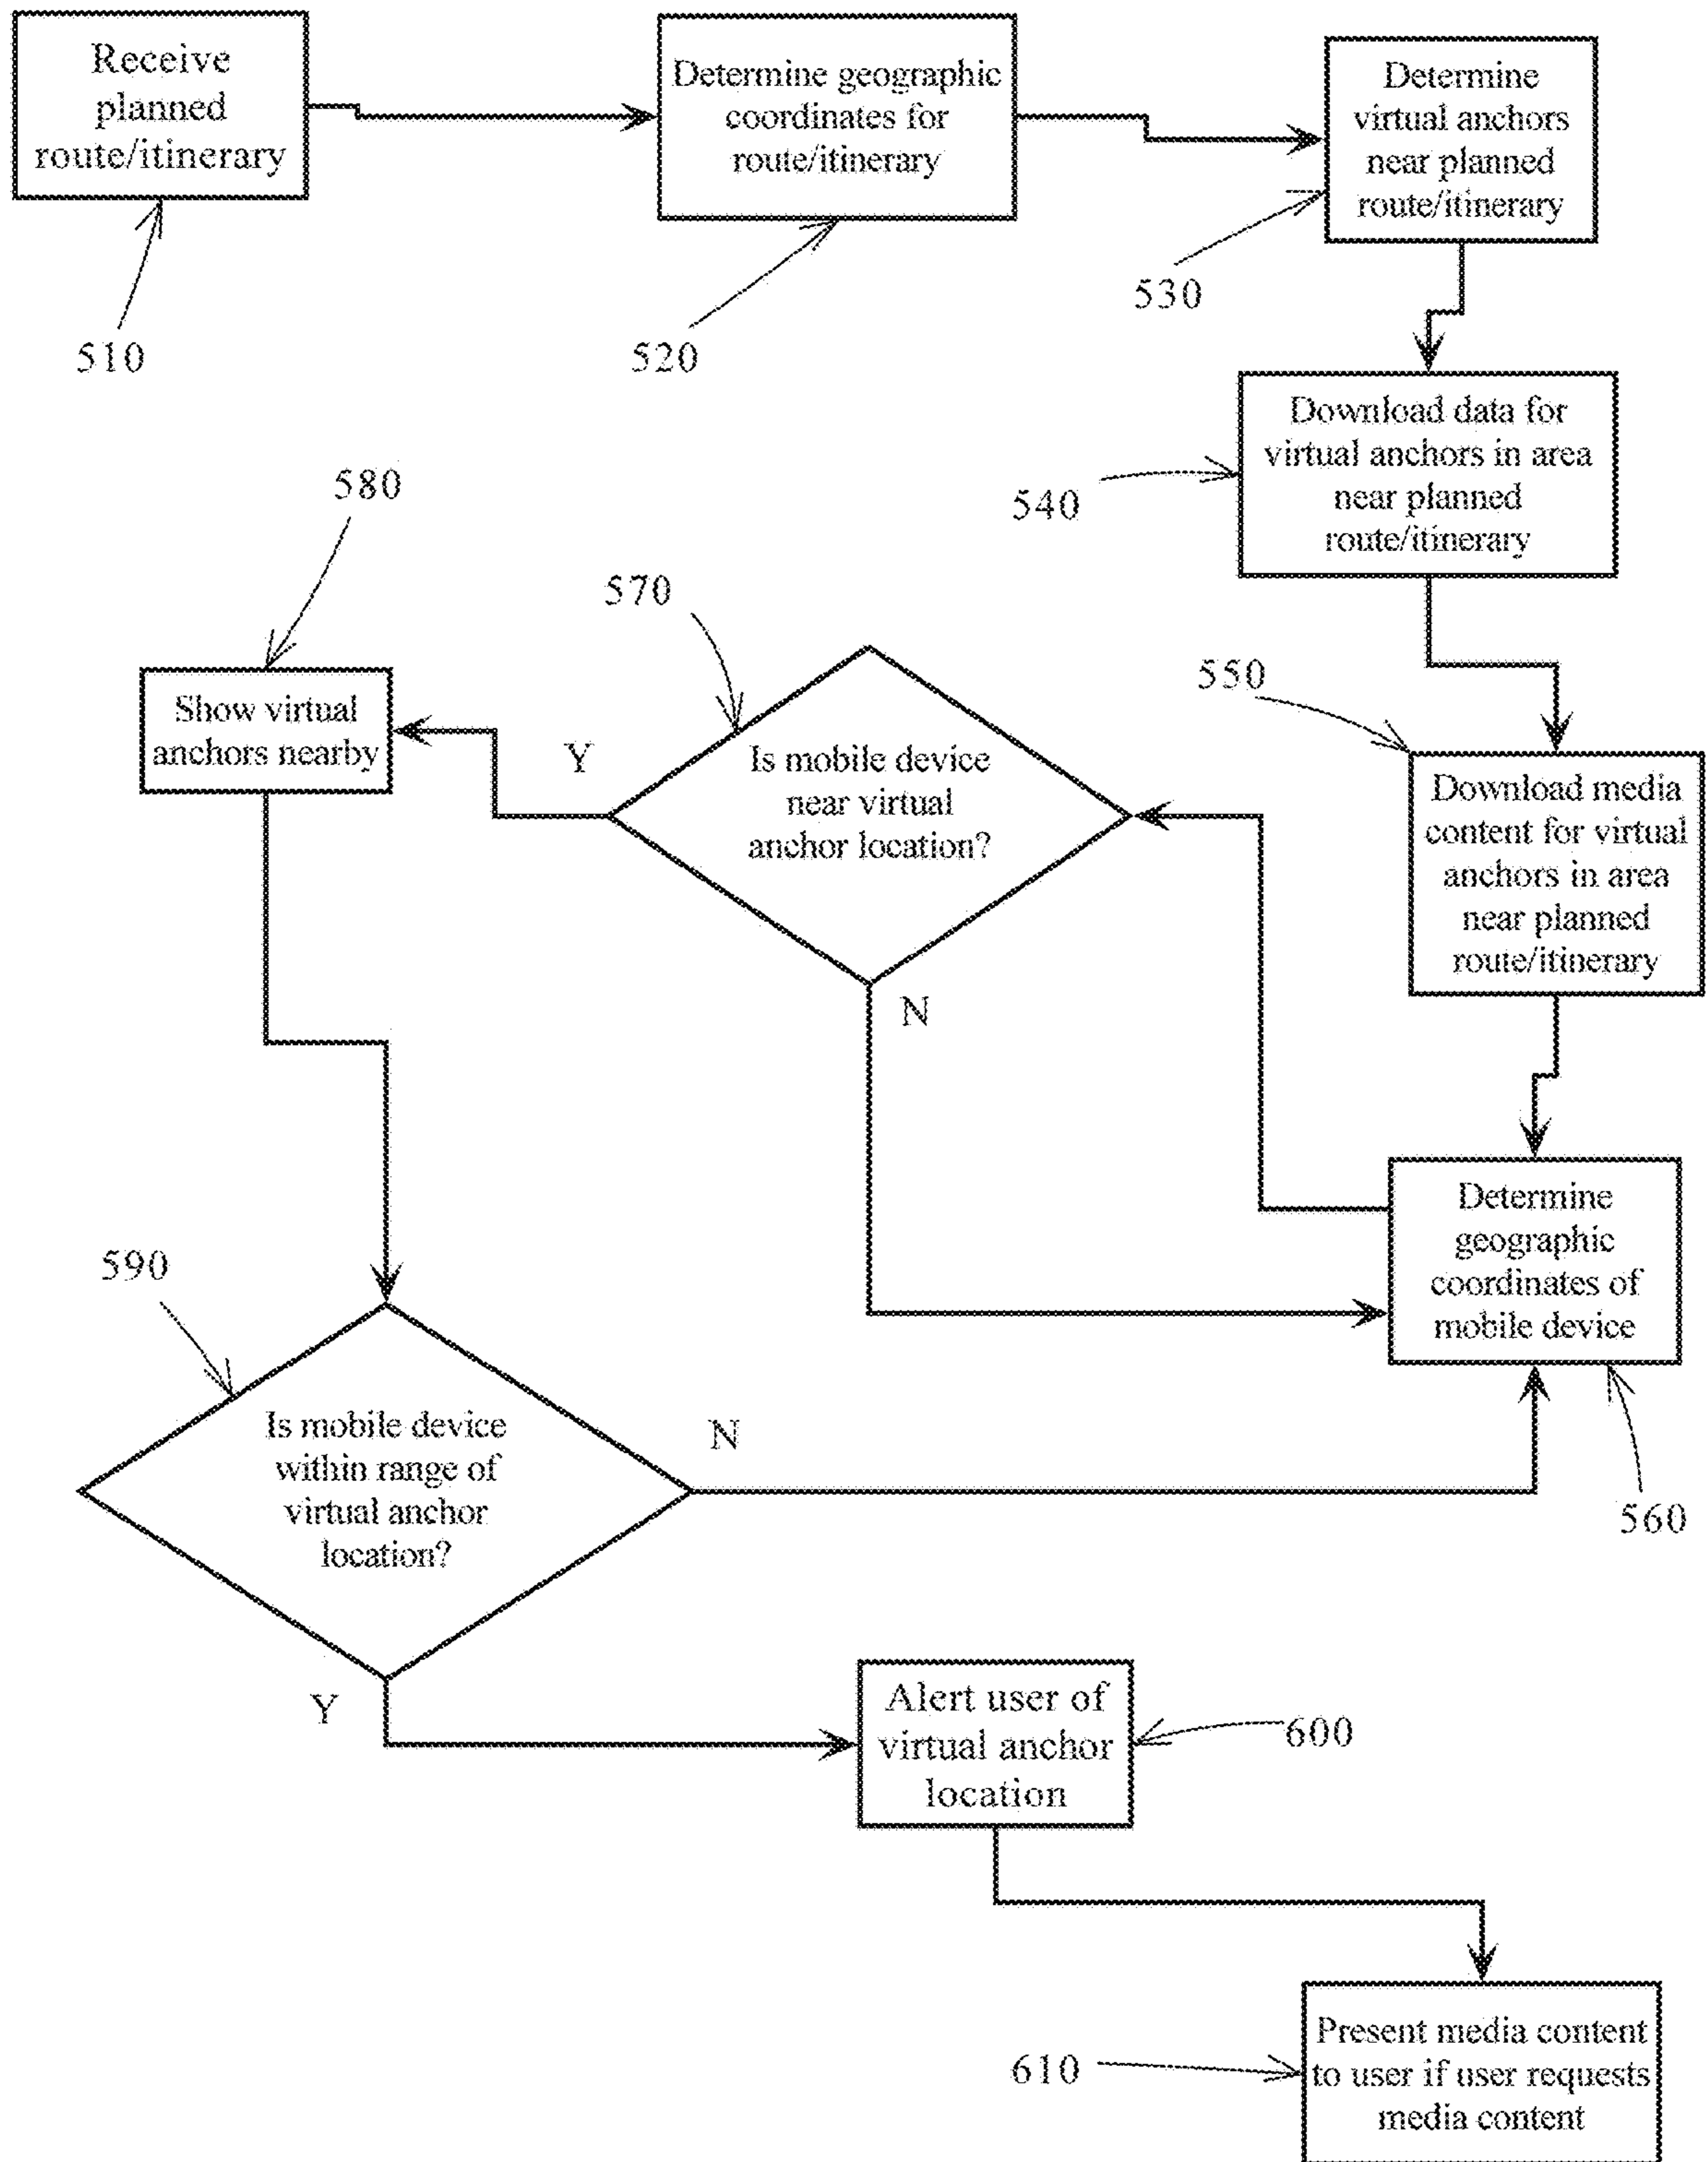 Receive
planned
route/itinerary
510
Determine geographic
coordinates for
route/itinerary
520
Determine
virtual anchors
near planned
route/itinerary
530
Download data for
virtual anchors in area
near planned
route/itinerary
540
Download media
content for virtual
anchors in area
near planned
route/itinerary
550
Determine
geographic
coordinates of
mobile device
560
570
Is mobile device
near virtual
anchor location?
Y
N
580
Show virtual
anchors nearby
590
Is mobile device
within range of
virtual anchor
location?
N
Y
Alert user of
virtual anchor
location
600
Present media content
to user if user requests
media content
610